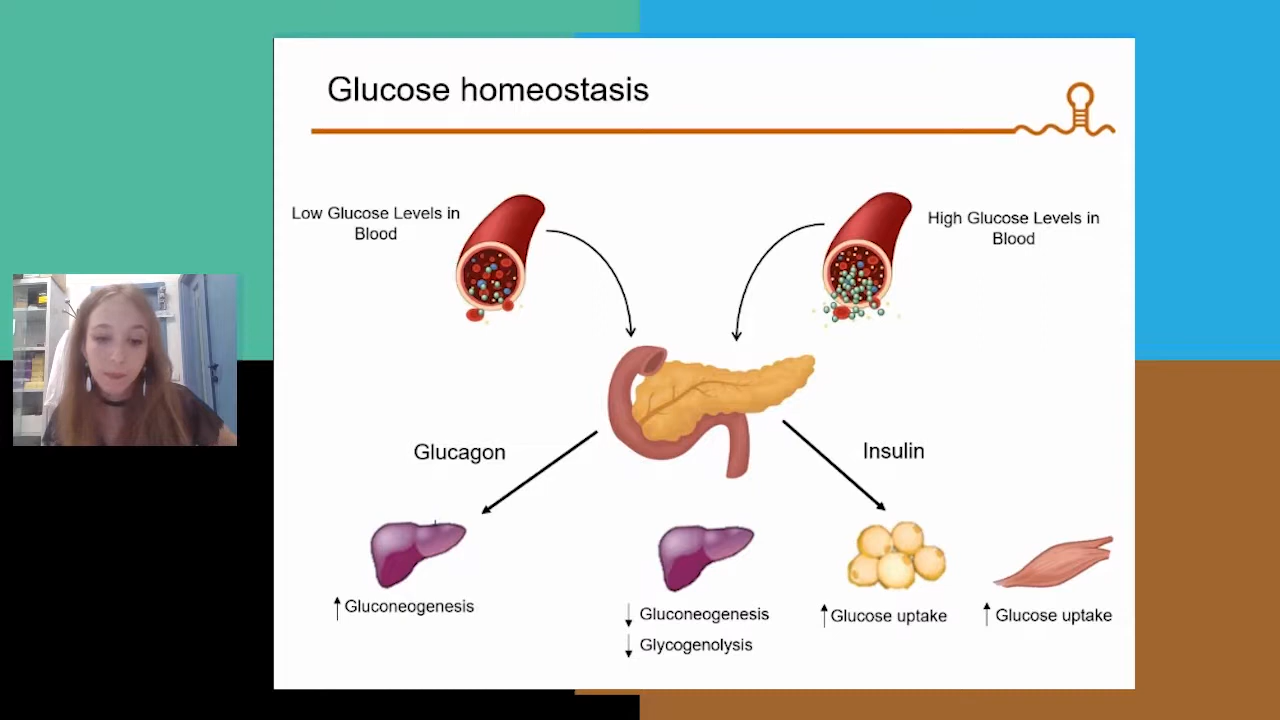 Glucose homeostasis
Low Glucose Levels in
Blood
High Glucose Levels in
Blood
Glucagon
Insulin
↑ Gluconeogenesis
↓ Gluconeogenesis
↓ Glycogenolysis
↑ Glucose uptake
↑ Glucose uptake